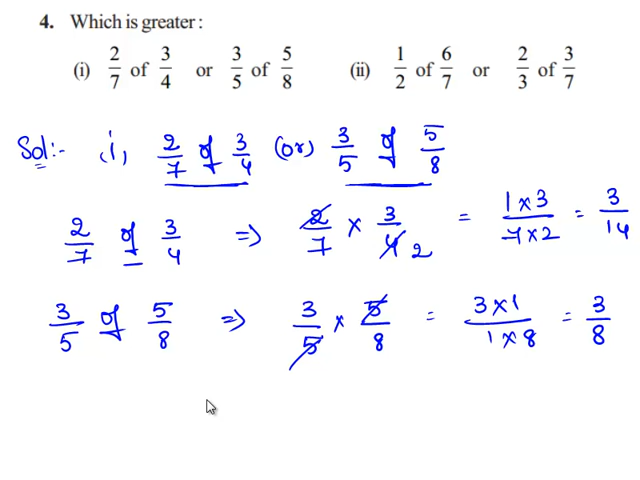 4. Which is greater :
(i) 2/7 of 3/4 or 3/5 of 5/8 (ii) 1/2 of 6/7 or 2/3 of 3/7
Sol:- (i, 2/7 of 3/4 (or) 3/5 of 5/8
2/7 of 3/4 ⇒ 2/7 × 3/4 2 = 1×3/7×2 = 3/14
3/5 of 5/8 ⇒ 3/5 × 5/8 = 3×1/1×8 = 3/8